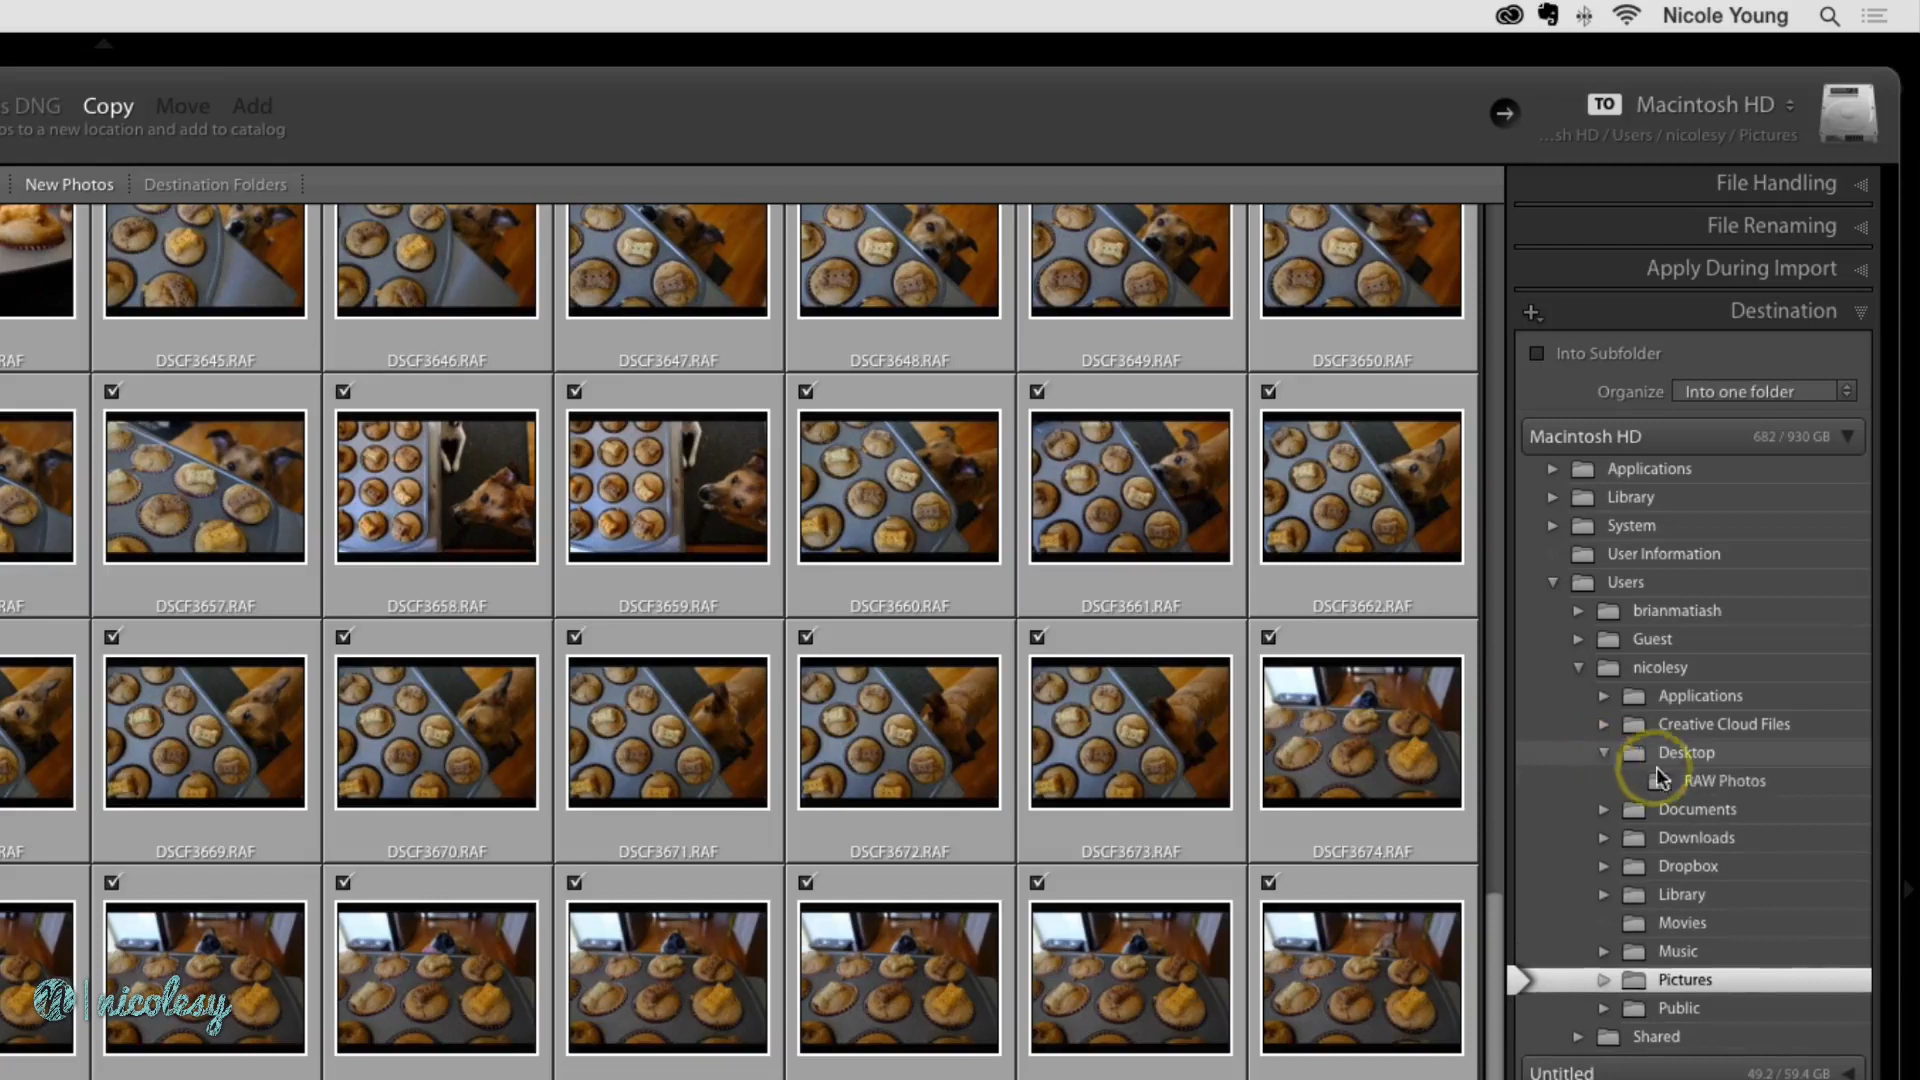 Nicole Young
s DNG Copy Move Add
os to a new location and add to catalog
TO Macintosh HD
...sh HD / Users / nicolesy / Pictures
New Photos Destination Folders
File Handling
File Renaming
Apply During Import
Destination
Into Subfolder
Organize Into one folder
Macintosh HD 682 / 930 GB
Applications
Library
System
User Information
Users
brianmatiash
Guest
nicolesy
Applications
Creative Cloud Files
Desktop
RAW Photos
Documents
Downloads
Dropbox
Library
Movies
Music
Pictures
Public
Shared
Untitled 49.2 / 59.4 GB
RAF DSCF3645.RAF DSCF3646.RAF DSCF3647.RAF DSCF3648.RAF DSCF3649.RAF DSCF3650.RAF
RAF DSCF3657.RAF DSCF3658.RAF DSCF3659.RAF DSCF3660.RAF DSCF3661.RAF DSCF3662.RAF
RAF DSCF3669.RAF DSCF3670.RAF DSCF3671.RAF DSCF3672.RAF DSCF3673.RAF DSCF3674.RAF
n | nicolesy